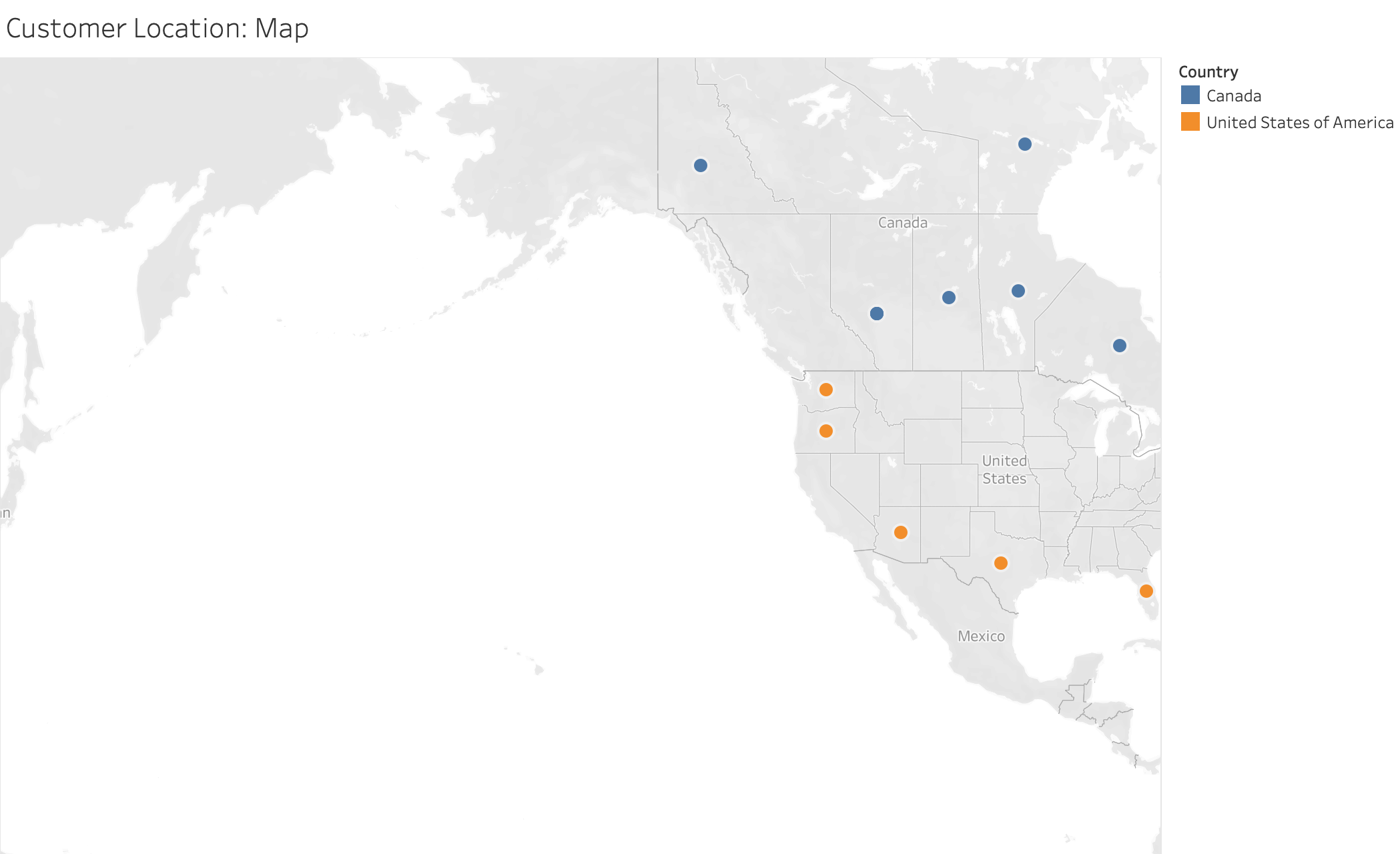 Customer Location: Map
Country
Canada
United States of America
Canada
United
States
Mexico
n